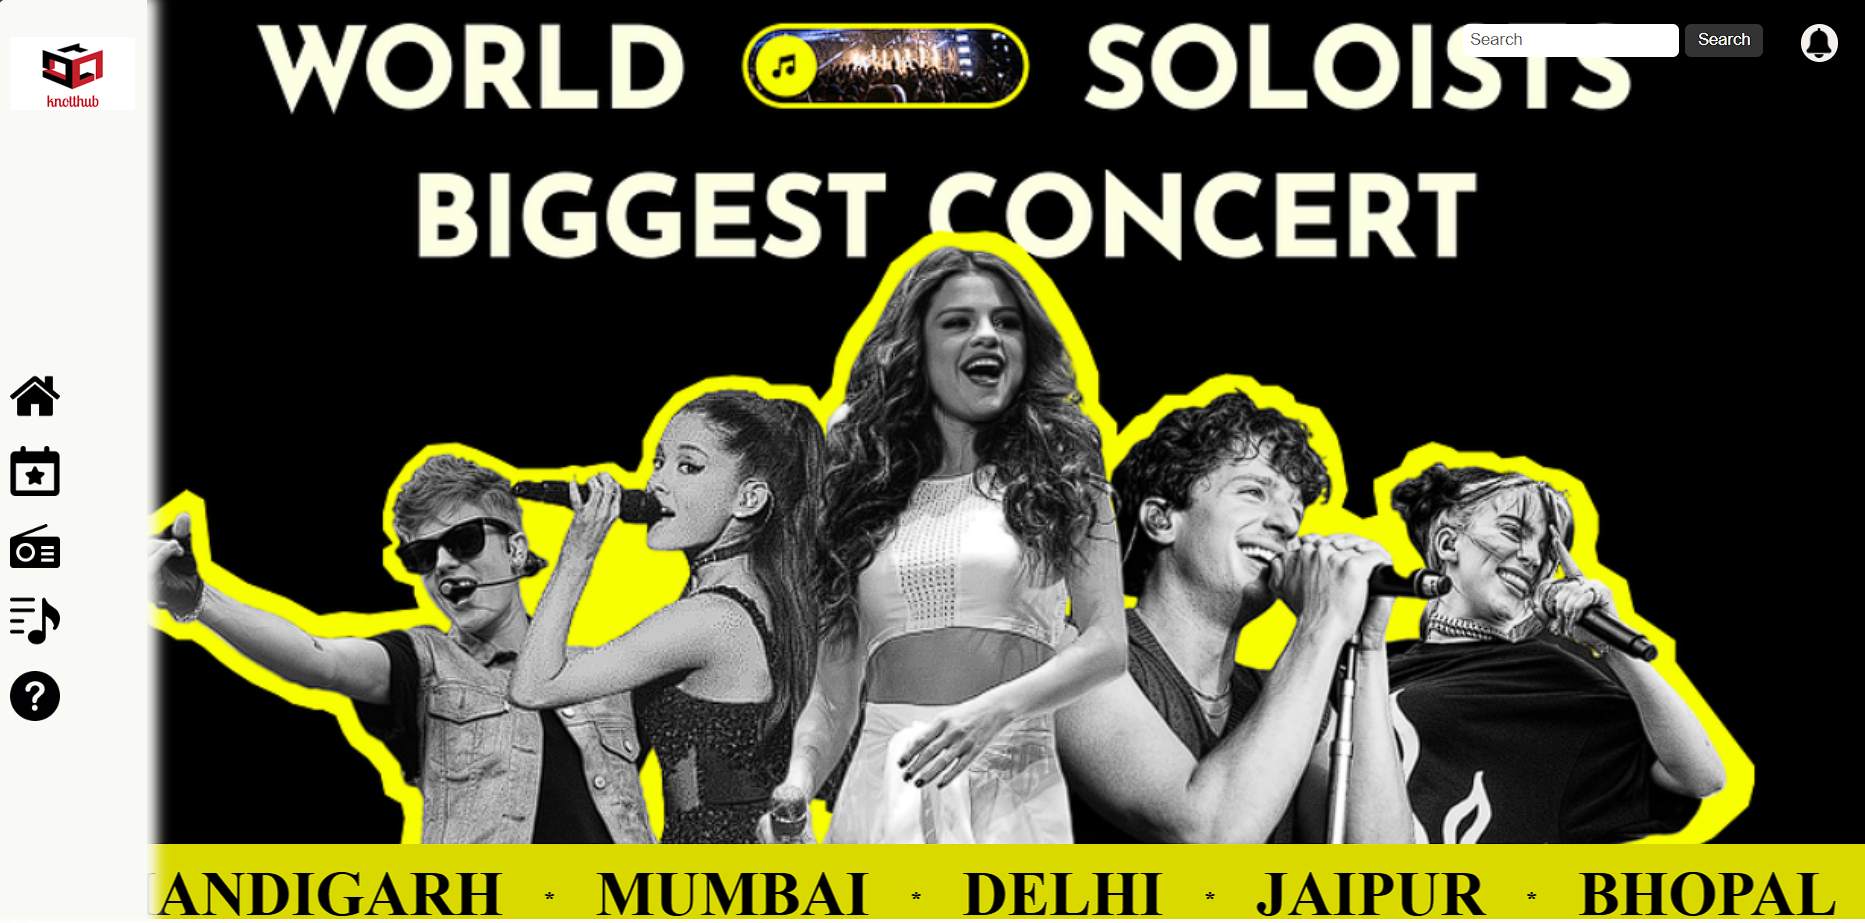 knotthub
WORLD SOLOISTS
Search Search
BIGGEST CONCERT
ANDIGARH * MUMBAI * DELHI * JAIPUR * BHOPAL